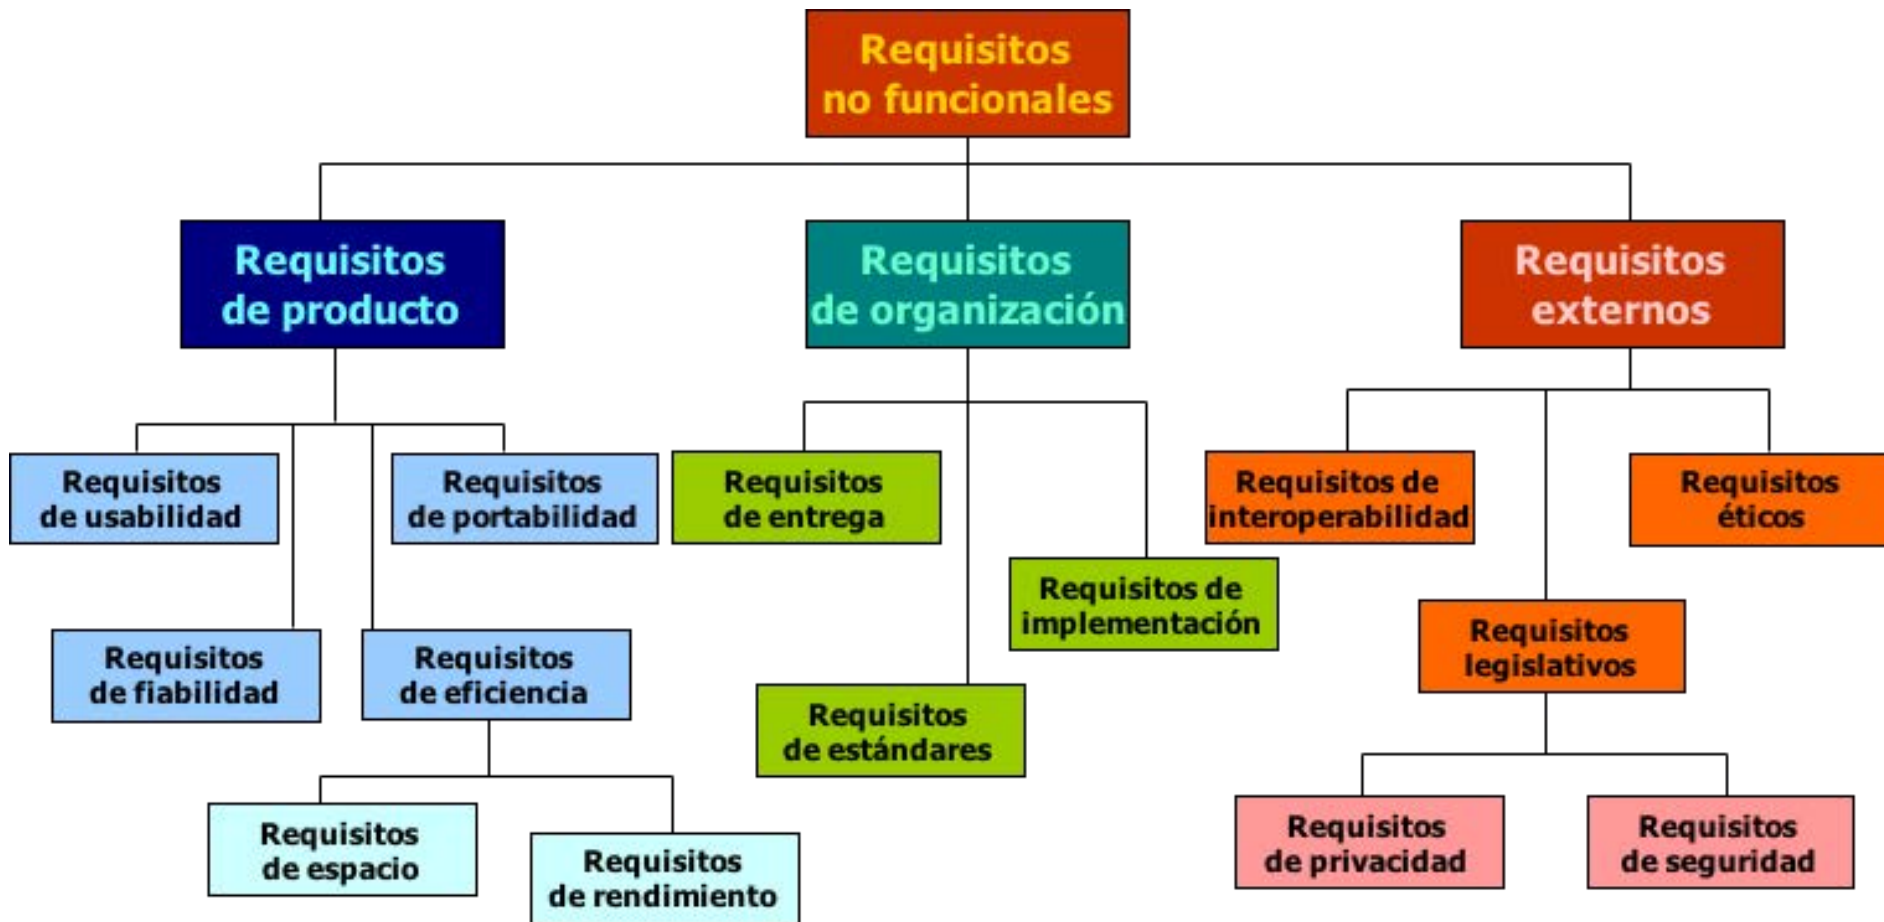 Requisitos
no funcionales
Requisitos
de producto
Requisitos
de organización
Requisitos
externos
Requisitos
de usabilidad
Requisitos
de portabilidad
Requisitos
de entrega
Requisitos de
interoperabilidad
Requisitos
éticos
Requisitos de
implementación
Requisitos
de fiabilidad
Requisitos
de eficiencia
Requisitos
legislativos
Requisitos
de estándares
Requisitos
de espacio
Requisitos
de rendimiento
Requisitos
de privacidad
Requisitos
de seguridad